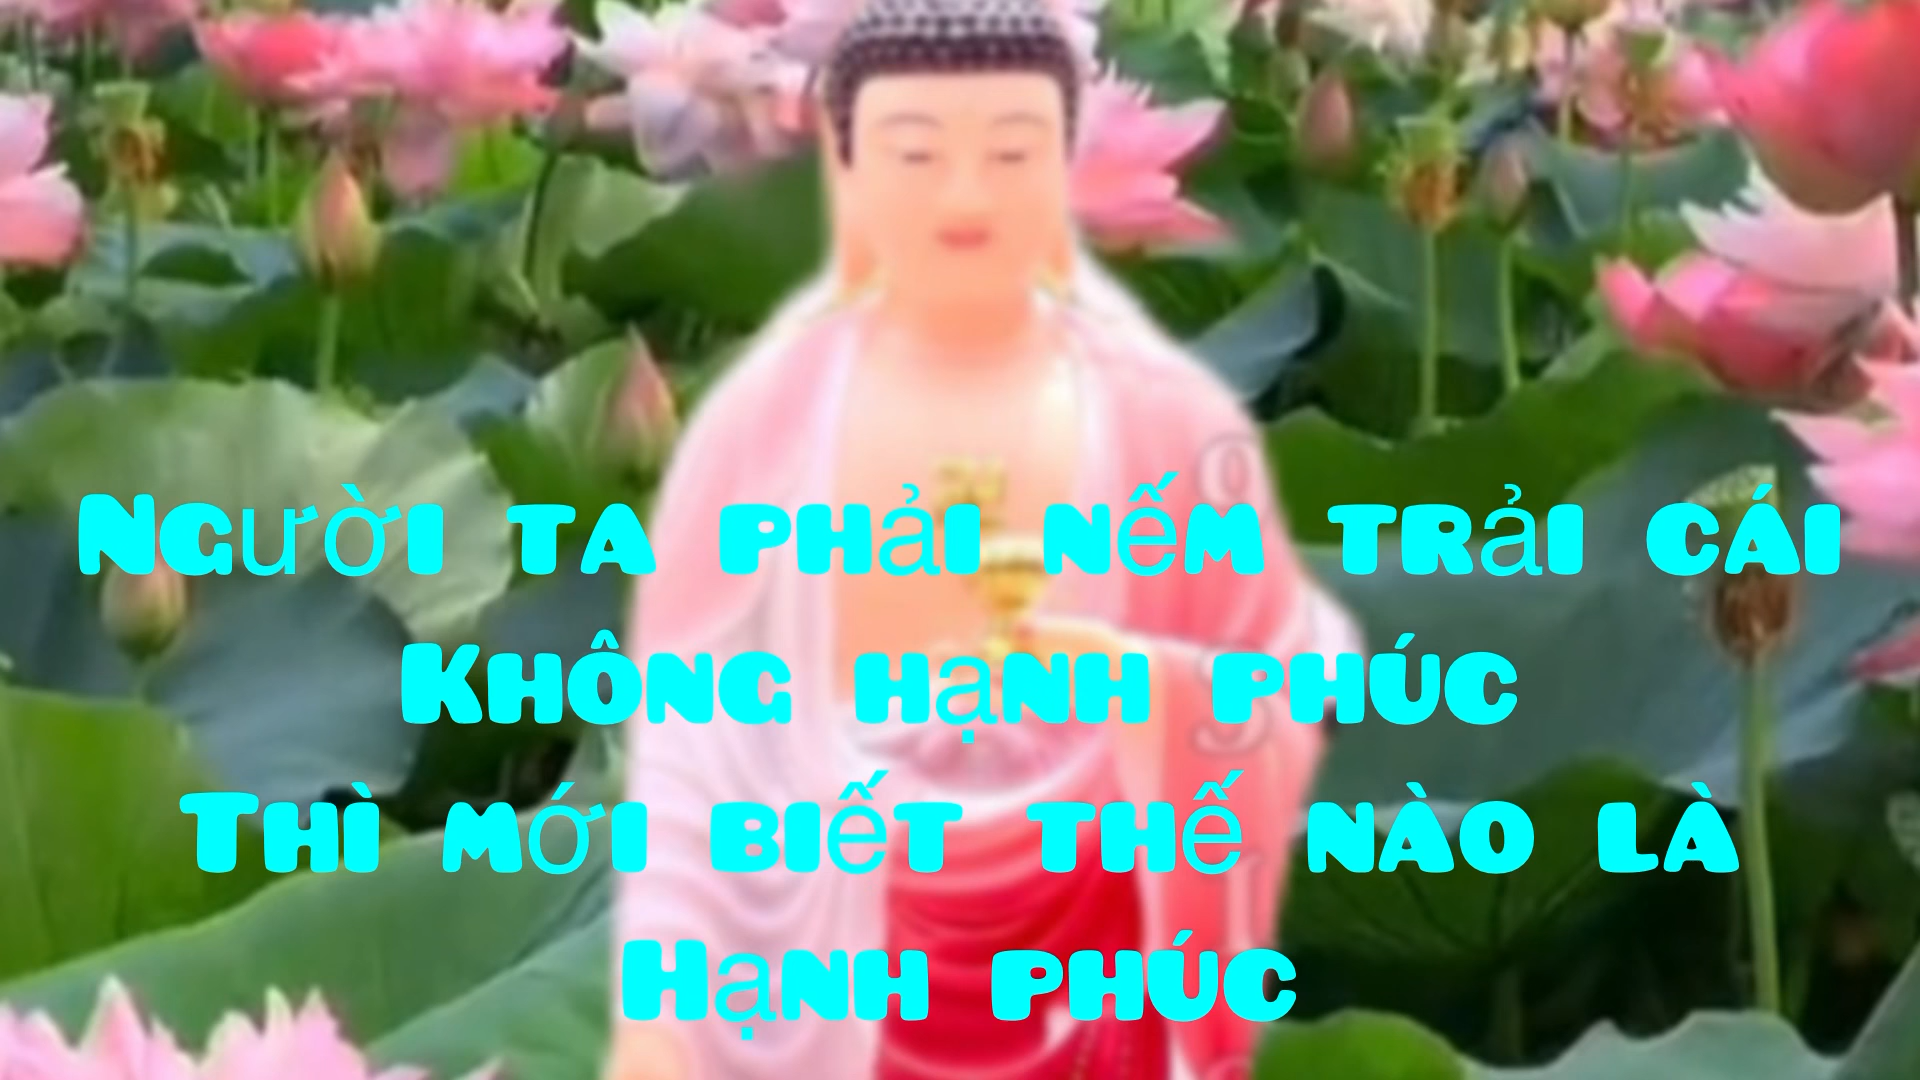 Người ta phải nếm trải cái
Không hạnh phúc
Thì mới biết thế nào là
Hạnh phúc